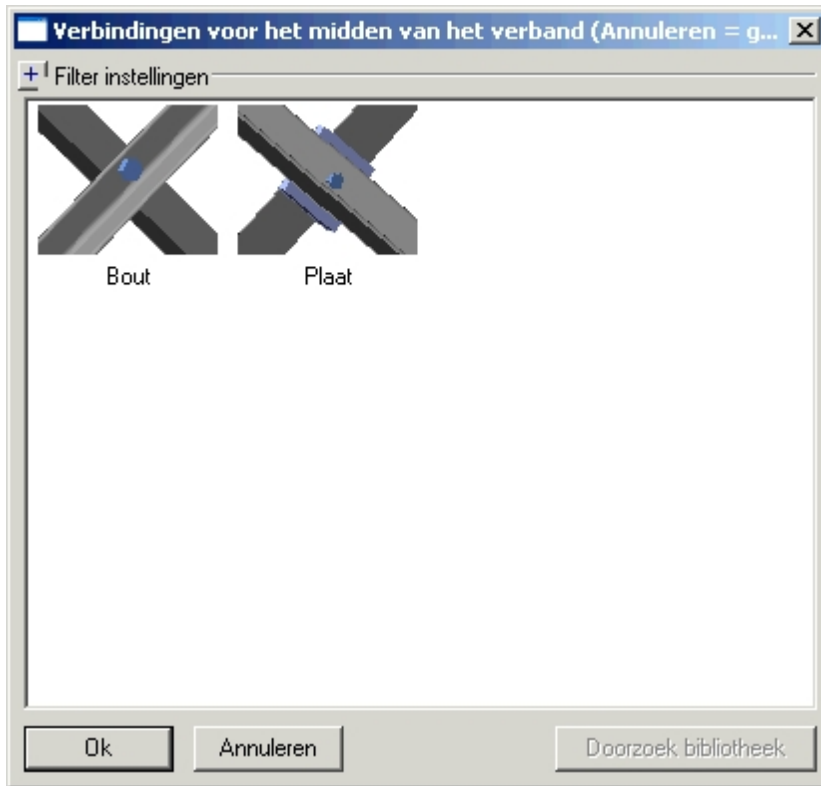 Verbindingen voor het midden van het verband (Annuleren = g...
Filter instellingen
Bout Plaat
Ok Annuleren Doorzoek bibliotheek